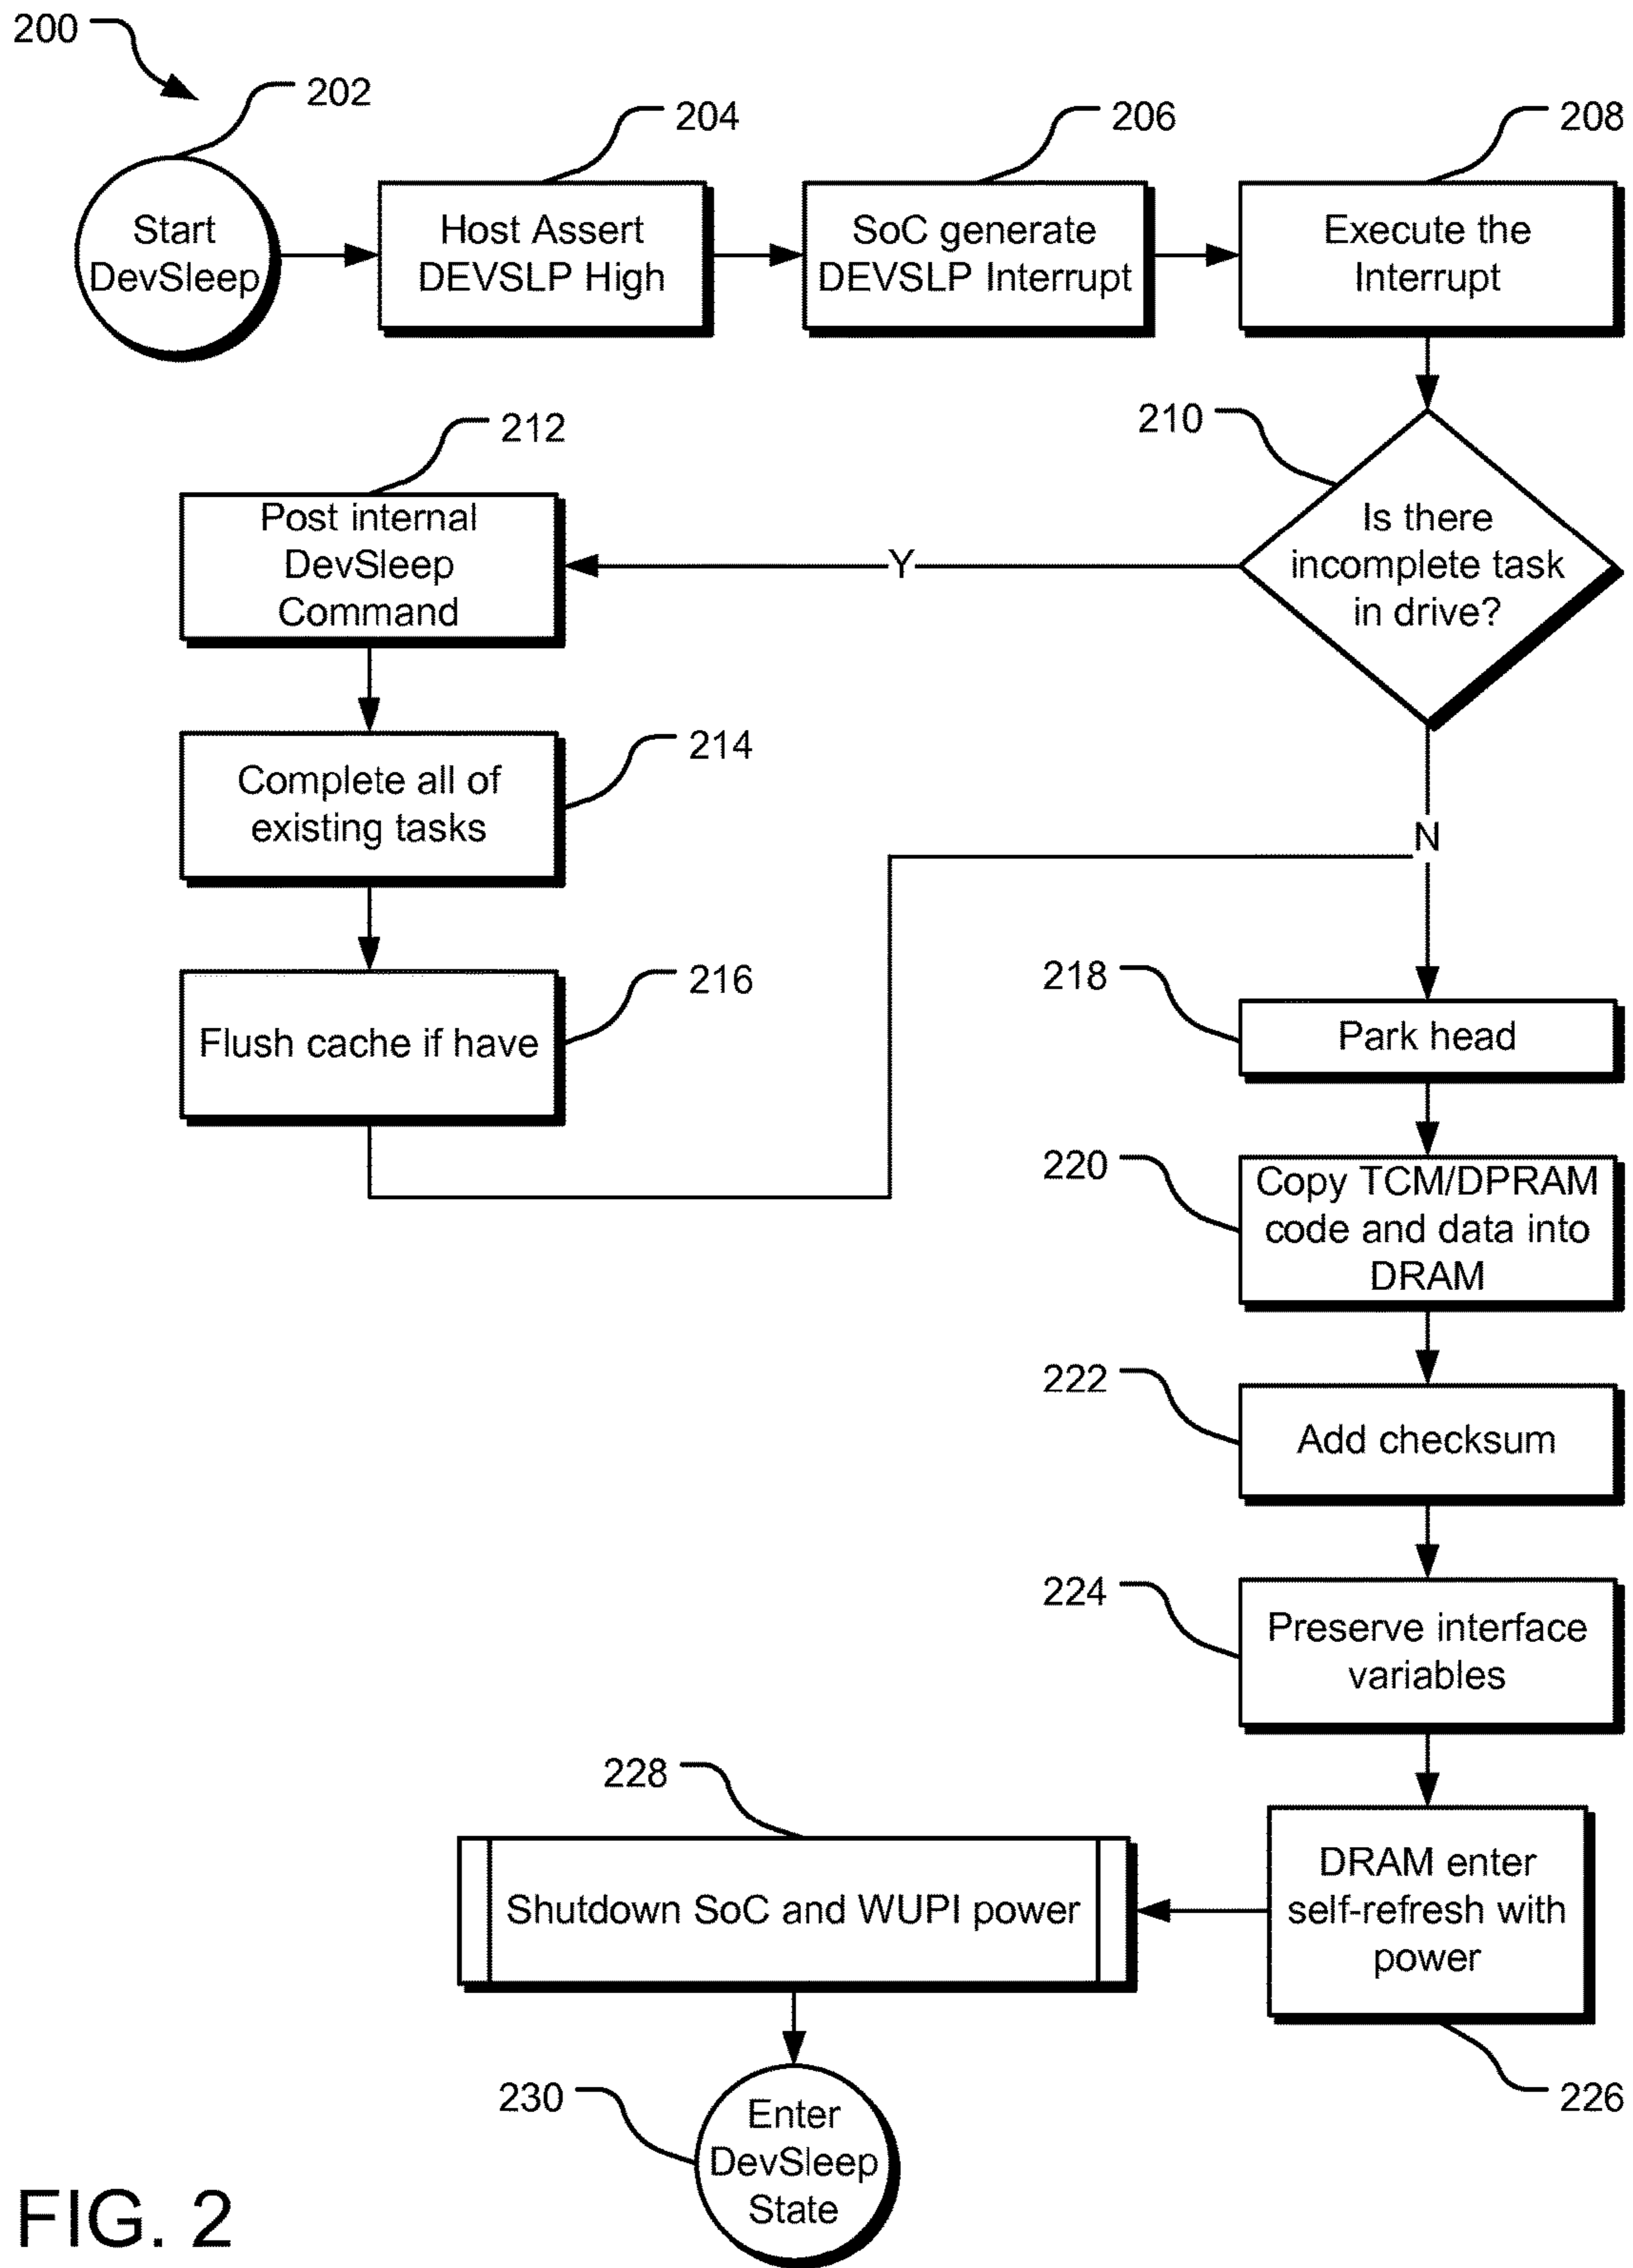 200
202
Start
DevSleep
204
Host Assert
DEVSLP High
206
SoC generate
DEVSLP Interrupt
208
Execute the
Interrupt
210
Is there
incomplete task
in drive?
Y
N
212
Post internal
DevSleep
Command
214
Complete all of
existing tasks
216
Flush cache if have
218
Park head
220
Copy TCM/DPRAM
code and data into
DRAM
222
Add checksum
224
Preserve interface
variables
226
DRAM enter
self-refresh with
power
228
Shutdown SoC and WUPI power
230
Enter
DevSleep
State
FIG. 2